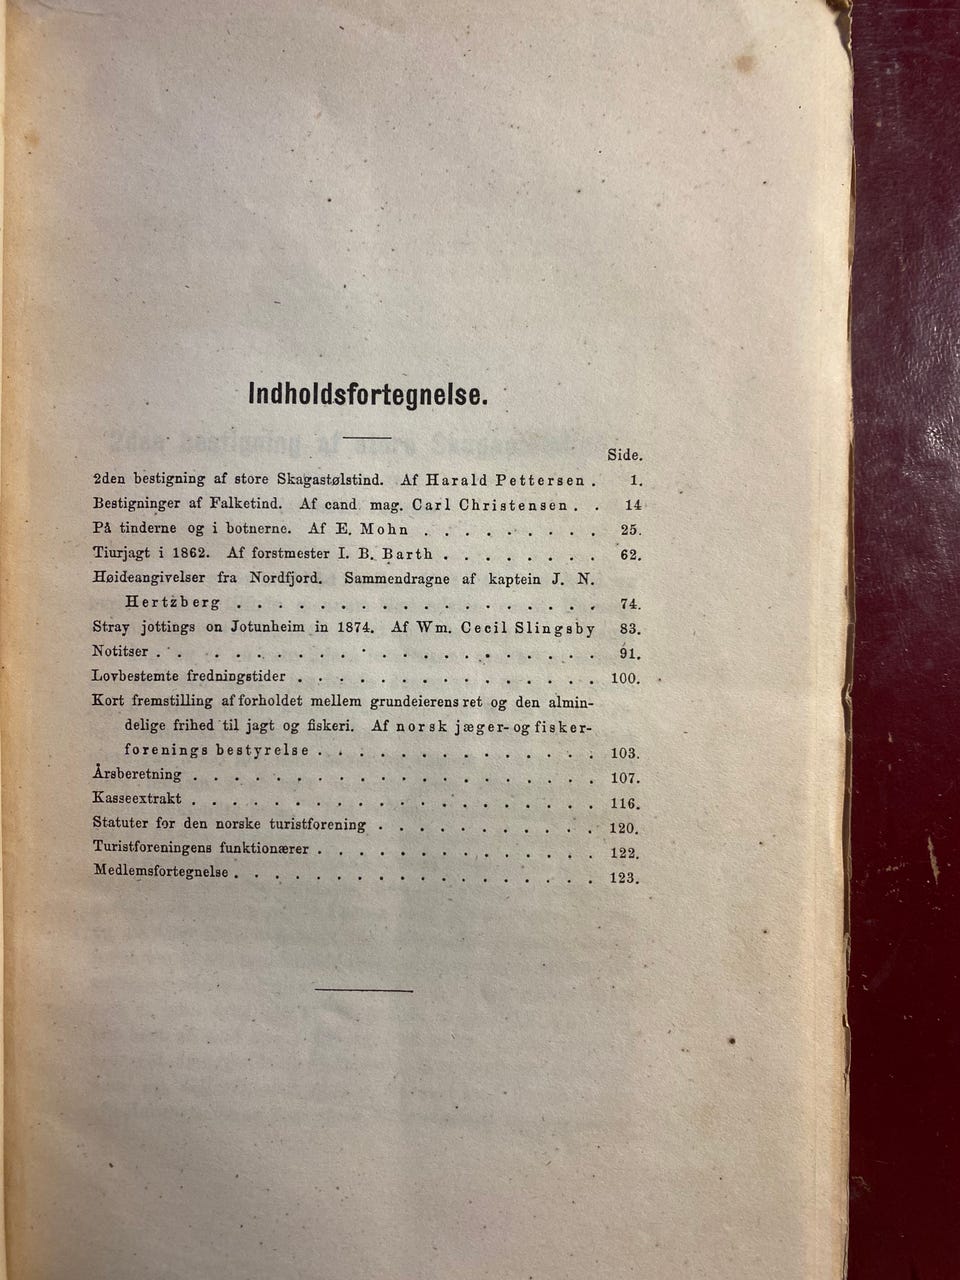 Indholdsfortegnelse.
Side.
2den bestigning af store Skagastølstind. Af Harald Pettersen . 1.
Bestigninger af Falketind. Af cand mag. Carl Christensen . . 14
På tinderne og i botnerne. Af E. Mohn . . . . . . . . . 25.
Tiurjagt i 1862. Af forstmester I. B. Barth . . . . . . . . 62.
Høideangivelser fra Nordfjord. Sammendragne af kaptein J. N.
Hertzberg . . . . . . . . . . . . . . . . . . 74.
Stray jottings on Jotunheim in 1874. Af Wm. Cecil Slingsby 83.
Notitser . . . . . . . . . . . . . . . . . . . . 91.
Lovbestemte fredningstider . . . . . . . . . . . . . . 100.
Kort fremstilling af forholdet mellem grundeierens ret og den almin-
delige frihed til jagt og fiskeri. Af norsk jæger- og fisker-
forenings bestyrelse . . . . . . . . . . . . . 103.
Årsberetning . . . . . . . . . . . . . . . . . . . 107.
Kasseextrakt . . . . . . . . . . . . . . . . . . . 116.
Statuter for den norske turistforening . . . . . . . . . . 120.
Turistforeningens funktionærer . . . . . . . . . . . . . 122.
Medlemsfortegnelse . . . . . . . . . . . . . . . . . 123.